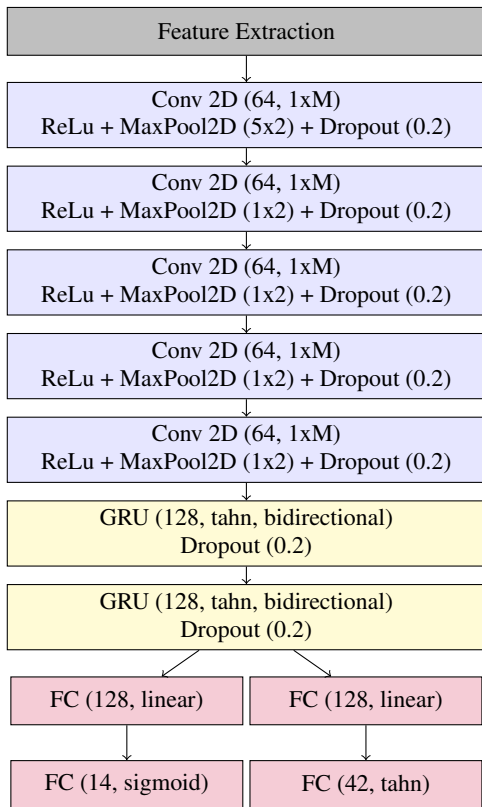 Feature Extraction
Conv 2D (64, 1xM)
ReLu + MaxPool2D (5x2) + Dropout (0.2)
Conv 2D (64, 1xM)
ReLu + MaxPool2D (1x2) + Dropout (0.2)
Conv 2D (64, 1xM)
ReLu + MaxPool2D (1x2) + Dropout (0.2)
Conv 2D (64, 1xM)
ReLu + MaxPool2D (1x2) + Dropout (0.2)
Conv 2D (64, 1xM)
ReLu + MaxPool2D (1x2) + Dropout (0.2)
GRU (128, tahn, bidirectional)
Dropout (0.2)
GRU (128, tahn, bidirectional)
Dropout (0.2)
FC (128, linear)
FC (128, linear)
FC (14, sigmoid)
FC (42, tahn)